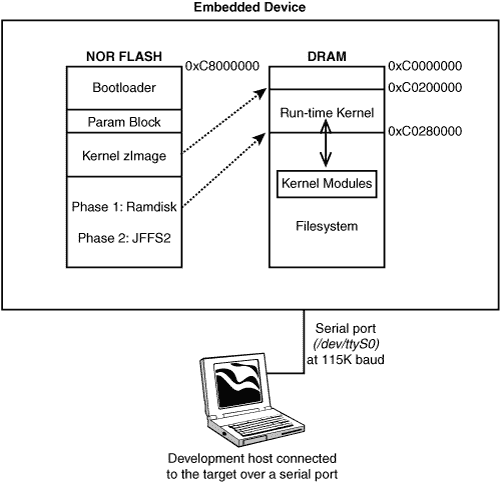 Embedded Device
NOR FLASH
0xC8000000
Bootloader
Param Block
Kernel zImage
Phase 1: Ramdisk
Phase 2: JFFS2
DRAM
0xC0000000
0xC0200000
Run-time Kernel
0xC0280000
Kernel Modules
Filesystem
Serial port
(/dev/ttyS0)
at 115K baud
Development host connected
to the target over a serial port